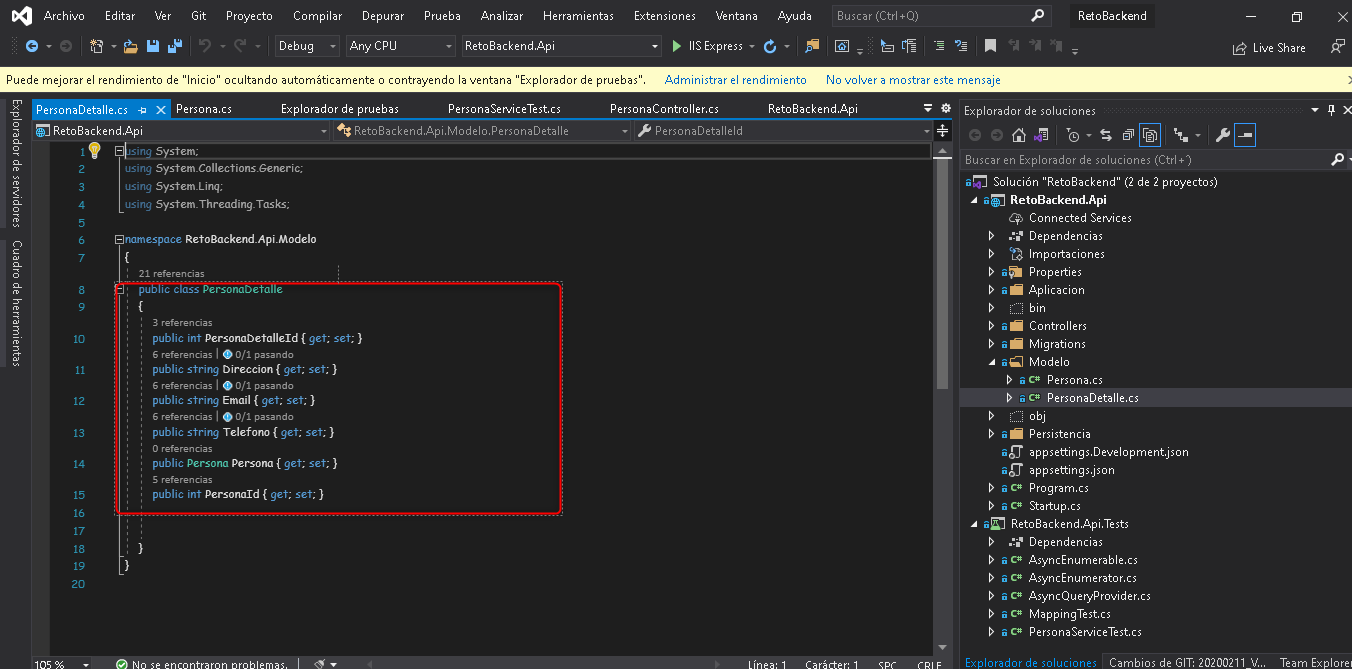 Archivo Editar Ver Git Proyecto Compilar Depurar Prueba Analizar Herramientas Extensiones Ventana Ayuda Buscar (Ctrl+Q) RetoBackend
Debug Any CPU RetoBackend.Api IIS Express Live Share
Puede mejorar el rendimiento de "Inicio" ocultando automáticamente o contrayendo la ventana "Explorador de pruebas". Administrar el rendimiento No volver a mostrar este mensaje
Explorador de servidores
Cuadro de herramientas
PersonaDetalle.cs Persona.cs Explorador de pruebas PersonaServiceTest.cs PersonaController.cs RetoBackend.Api
RetoBackend.Api RetoBackend.Api.Modelo.PersonaDetalle PersonaDetalleId
1 using System;
2 using System.Collections.Generic;
3 using System.Linq;
4 using System.Threading.Tasks;
5
6 namespace RetoBackend.Api.Modelo
7 {
21 referencias
8 public class PersonaDetalle
9 {
3 referencias
10 public int PersonaDetalleId { get; set; }
6 referencias | 0/1 pasando
11 public string Direccion { get; set; }
6 referencias | 0/1 pasando
12 public string Email { get; set; }
6 referencias | 0/1 pasando
13 public string Telefono { get; set; }
0 referencias
14 public Persona Persona { get; set; }
5 referencias
15 public int PersonaId { get; set; }
16
17
18 }
19 }
20
105 % No se encontraron problemas. Línea: 1 Carácter: 1 SPC CRLF
Explorador de soluciones
Buscar en Explorador de soluciones (Ctrl+´)
Solución "RetoBackend" (2 de 2 proyectos)
RetoBackend.Api
Connected Services
Dependencias
Importaciones
Properties
Aplicacion
bin
Controllers
Migrations
Modelo
C# Persona.cs
C# PersonaDetalle.cs
obj
Persistencia
appsettings.Development.json
appsettings.json
C# Program.cs
C# Startup.cs
RetoBackend.Api.Tests
Dependencias
C# AsyncEnumerable.cs
C# AsyncEnumerator.cs
C# AsyncQueryProvider.cs
C# MappingTest.cs
C# PersonaServiceTest.cs
Explorador de soluciones Cambios de GIT: 20200211_V... Team Explorer